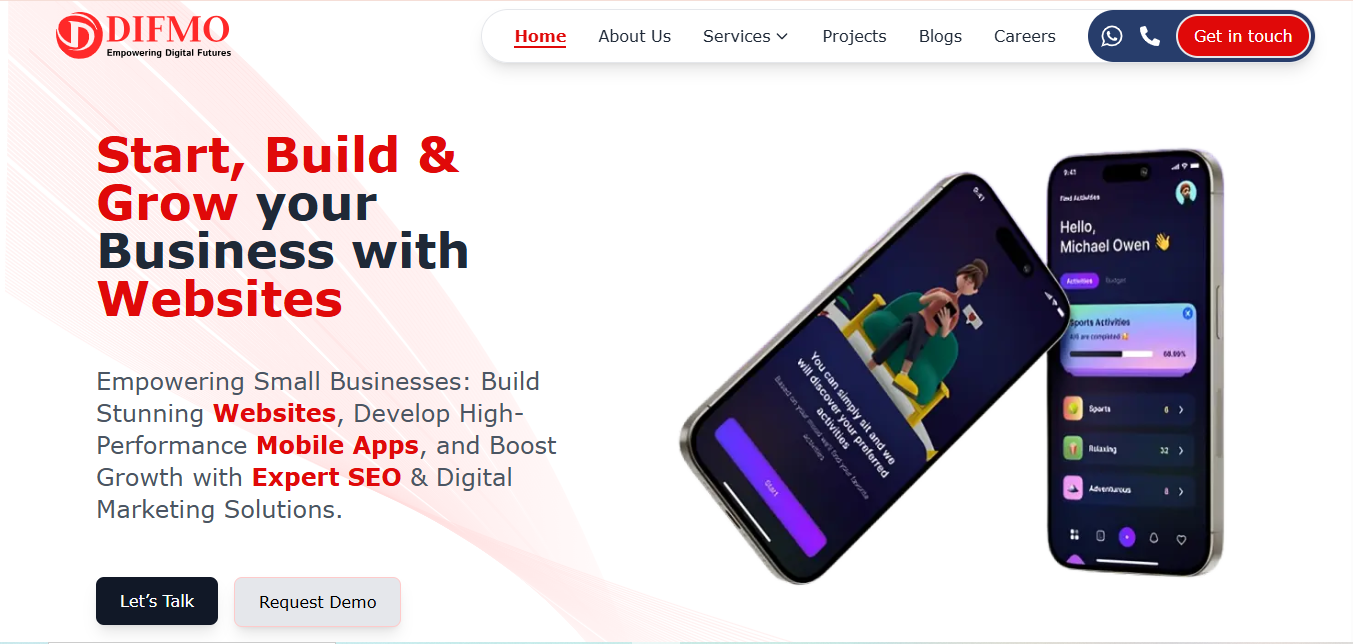 DIFMO
Empowering Digital Futures
Home
About Us
Services
Projects
Blogs
Careers
Get in touch
Start, Build &
Grow your
Business with
Websites
Empowering Small Businesses: Build
Stunning Websites, Develop High-
Performance Mobile Apps, and Boost
Growth with Expert SEO & Digital
Marketing Solutions.
Let’s Talk
Request Demo
9:41
You can simply sit and we
will discover your preferred
activities
Based on your mood we'll find your favorite
activities
Start
9:41
Find Activities
Hello,
Michael Owen 👋
Activities
Budget
Sports Activities
are completed
68.99%
Sports
6
Relaxing
32
Adventurous
8